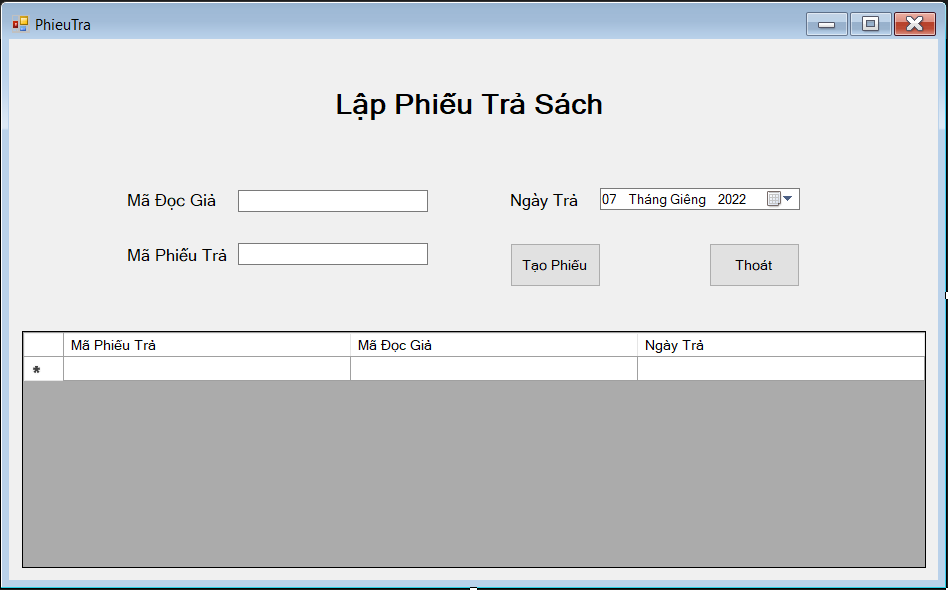 PhieuTra
Lập Phiếu Trả Sách
Mã Đọc Giả
Ngày Trả 07 Tháng Giêng 2022
Mã Phiếu Trả
Tạo Phiếu Thoát
Mã Phiếu Trả Mã Đọc Giả Ngày Trả
*